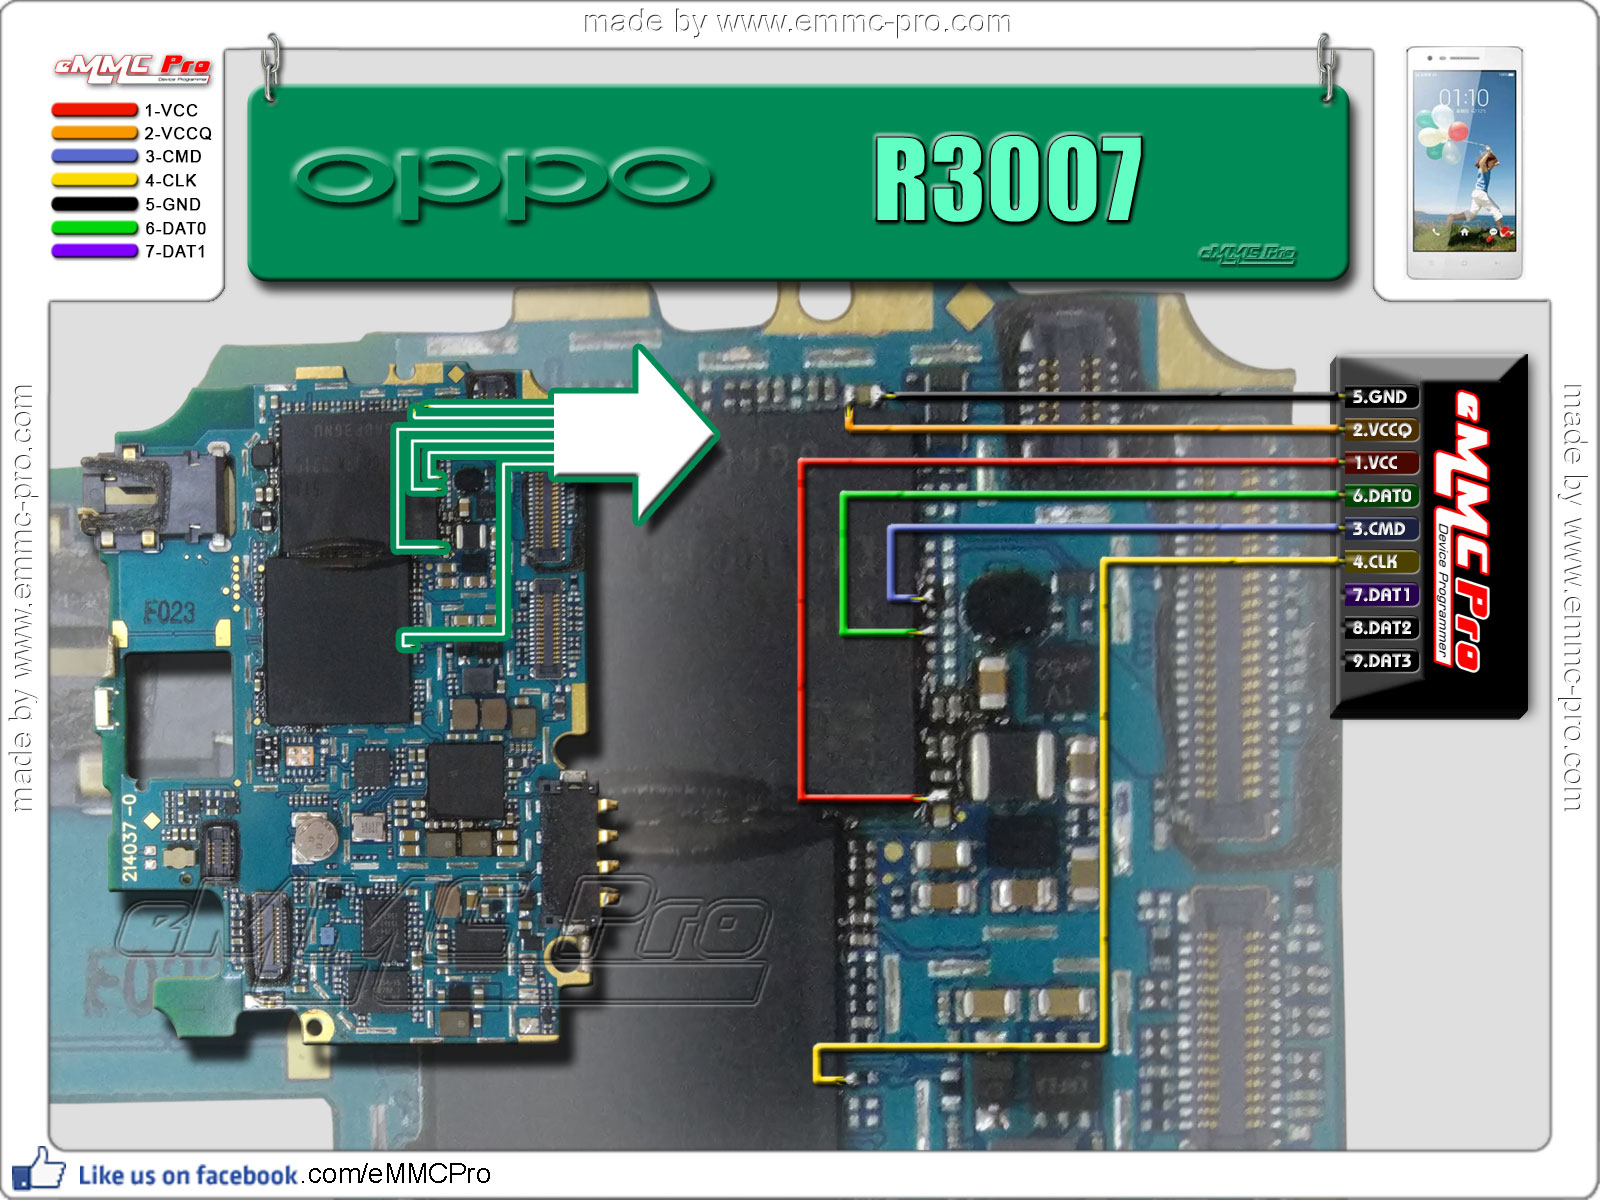 made by www.emmc-pro.com
eMMC Pro
Device Programmer
1-VCC
2-VCCQ
3-CMD
4-CLK
5-GND
6-DAT0
7-DAT1
oppo
R3007
eMMC Pro
01:10
5.GND
2.VCCQ
1.VCC
6.DAT0
3.CMD
4.CLK
7.DAT1
8.DAT2
9.DAT3
eMMC Pro
Device Programmer
made by www.emmc-pro.com
made by www.emmc-pro.com
F023
214037-0
eMMC Pro
Like us on facebook.com/eMMCPro